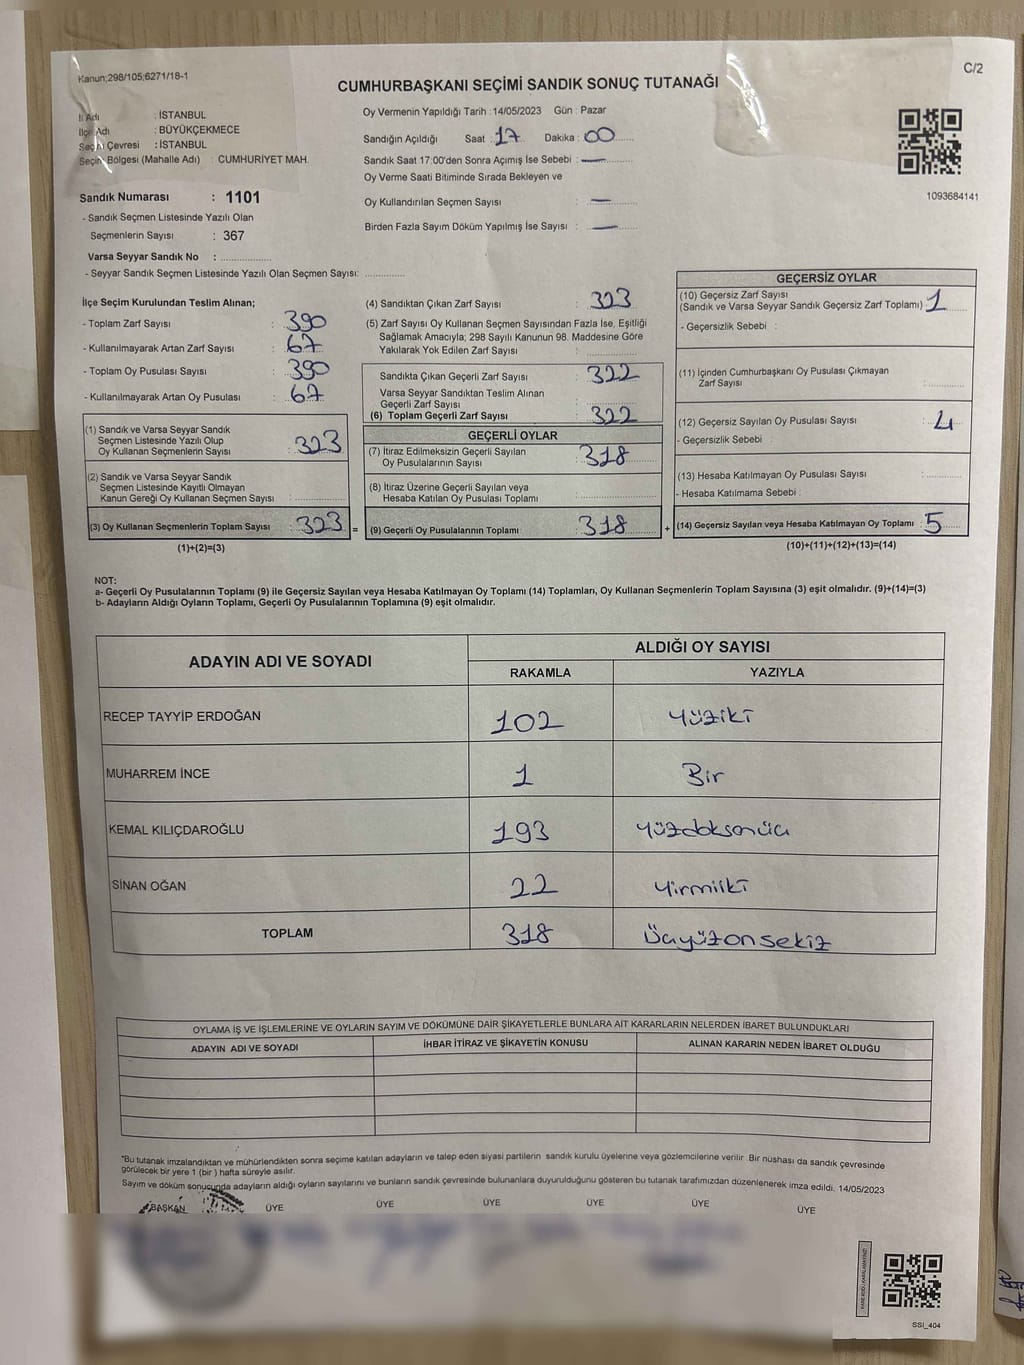 Kanun;298/105;6271/18-1
C/2
CUMHURBAŞKANI SEÇİMİ SANDIK SONUÇ TUTANAĞI
İl Adı : İSTANBUL
İlçe Adı : BÜYÜKÇEKMECE
Seçim Çevresi : İSTANBUL
Seçim Bölgesi (Mahalle Adı) : CUMHURİYET MAH.
Sandık Numarası : 1101
- Sandık Seçmen Listesinde Yazılı Olan
Seçmenlerin Sayısı : 367
Varsa Seyyar Sandık No :
- Seyyar Sandık Seçmen Listesinde Yazılı Olan Seçmen Sayısı:
Oy Vermenin Yapıldığı Tarih : 14/05/2023 Gün : Pazar
Sandığın Açıldığı Saat : 17 Dakika : 00
Sandık Saat 17:00'den Sonra Açımış İse Sebebi : —
Oy Verme Saati Bitiminde Sırada Bekleyen ve
Oy Kullandırılan Seçmen Sayısı : —
Birden Fazla Sayım Döküm Yapılmış İse Sayısı : —
1093684141
İlçe Seçim Kurulundan Teslim Alınan;
- Toplam Zarf Sayısı : 390
- Kullanılmayarak Artan Zarf Sayısı : 67
- Toplam Oy Pusulası Sayısı : 390
- Kullanılmayarak Artan Oy Pusulası : 67
(1) Sandık ve Varsa Seyyar Sandık
Seçmen Listesinde Yazılı Olup
Oy Kullanan Seçmenlerin Sayısı : 323
(2) Sandık ve Varsa Seyyar Sandık
Seçmen Listesinde Kayıtlı Olmayan
Kanun Gereği Oy Kullanan Seçmen Sayısı :
(3) Oy Kullanan Seçmenlerin Toplam Sayısı : 323 =
(1)+(2)=(3)
(4) Sandıktan Çıkan Zarf Sayısı : 323
(5) Zarf Sayısı Oy Kullanan Seçmen Sayısından Fazla İse, Eşitliği
Sağlamak Amacıyla; 298 Sayılı Kanunun 98. Maddesine Göre
Yakılarak Yok Edilen Zarf Sayısı :
Sandıkta Çıkan Geçerli Zarf Sayısı : 322
Varsa Seyyar Sandıktan Teslim Alınan
Geçerli Zarf Sayısı :
(6) Toplam Geçerli Zarf Sayısı : 322
GEÇERLİ OYLAR
(7) İtiraz Edilmeksizin Geçerli Sayılan
Oy Pusulalarının Sayısı : 318
(8) İtiraz Üzerine Geçerli Sayılan veya
Hesaba Katılan Oy Pusulası Toplamı :
(9) Geçerli Oy Pusulalarının Toplamı : 318 +
GEÇERSİZ OYLAR
(10) Geçersiz Zarf Sayısı
(Sandık ve Varsa Seyyar Sandık Geçersiz Zarf Toplamı) : 1
- Geçersizlik Sebebi :
(11) İçinden Cumhurbaşkanı Oy Pusulası Çıkmayan
Zarf Sayısı :
(12) Geçersiz Sayılan Oy Pusulası Sayısı : 4
- Geçersizlik Sebebi :
(13) Hesaba Katılmayan Oy Pusulası Sayısı :
- Hesaba Katılmama Sebebi :
(14) Geçersiz Sayılan veya Hesaba Katılmayan Oy Toplamı : 5
(10)+(11)+(12)+(13)=(14)
NOT:
a- Geçerli Oy Pusulalarının Toplamı (9) ile Geçersiz Sayılan veya Hesaba Katılmayan Oy Toplamı (14) Toplamları, Oy Kullanan Seçmenlerin Toplam Sayısına (3) eşit olmalıdır. (9)+(14)=(3)
b- Adayların Aldığı Oyların Toplamı, Geçerli Oy Pusulalarının Toplamına (9) eşit olmalıdır.
ADAYIN ADI VE SOYADI
ALDIĞI OY SAYISI
RAKAMLA YAZIYLA
RECEP TAYYİP ERDOĞAN 102 Yüziki
MUHARREM İNCE 1 Bir
KEMAL KILIÇDAROĞLU 193 Yüzdoksanüç
SİNAN OĞAN 22 Yirmiiki
TOPLAM 318 Üçyüzonsekiz
OYLAMA İŞ VE İŞLEMLERİNE VE OYLARIN SAYIM VE DÖKÜMÜNE DAİR ŞİKAYETLERLE BUNLARA AİT KARARLARIN NELERDEN İBARET BULUNDUKLARI
ADAYIN ADI VE SOYADI İHBAR İTİRAZ VE ŞİKAYETİN KONUSU ALINAN KARARIN NEDEN İBARET OLDUĞU
*Bu tutanak imzalandıktan ve mühürlendikten sonra seçime katılan adayların ve talep eden siyasi partilerin sandık kurulu üyelerine veya gözlemcilerine verilir. Bir nüshası da sandık çevresinde
görülecek bir yere 1 (bir) hafta süreyle asılır.
Sayım ve döküm sonucunda adayların aldığı oyların sayılarını ve bunların sandık çevresinde bulunanlara duyurulduğunu gösteren bu tutanak tarafımızdan düzenlenerek imza edildi. 14/05/2023
BAŞKAN ÜYE ÜYE ÜYE ÜYE ÜYE ÜYE
SSI_404